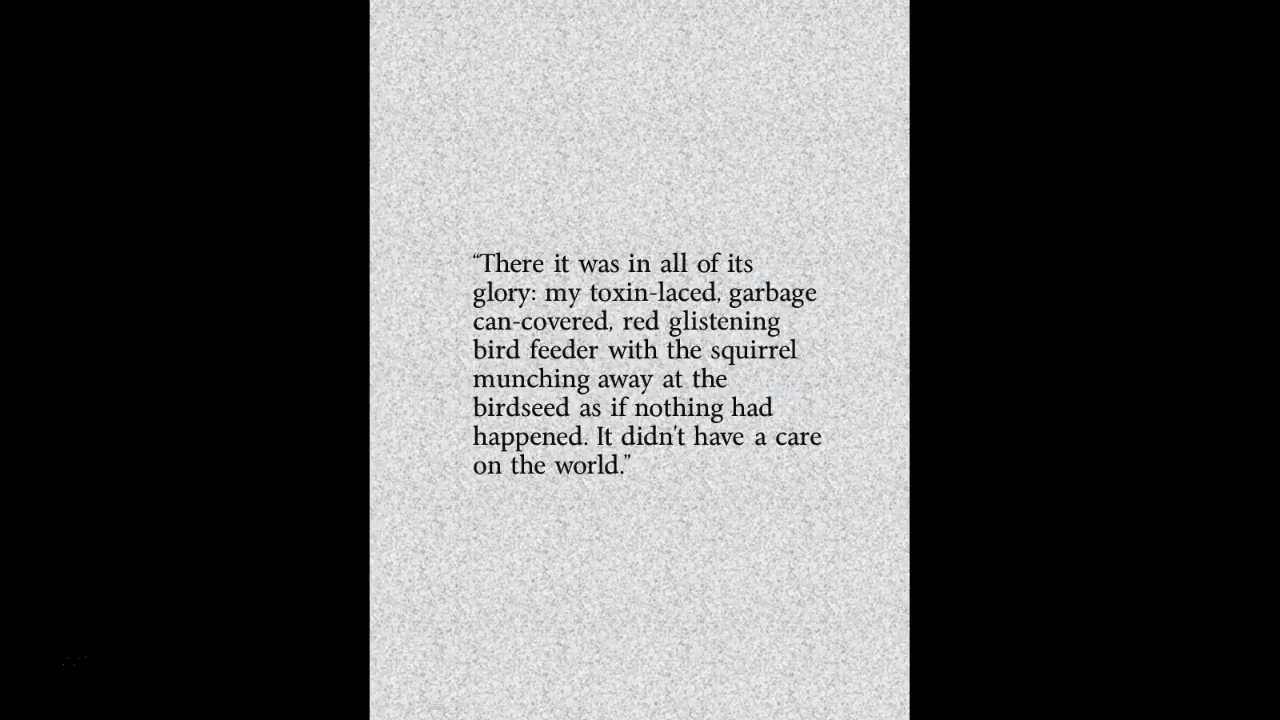 “There it was in all of its
glory: my toxin-laced, garbage
can-covered, red glistening
bird feeder with the squirrel
munching away at the
birdseed as if nothing had
happened. It didn’t have a care
on the world.”